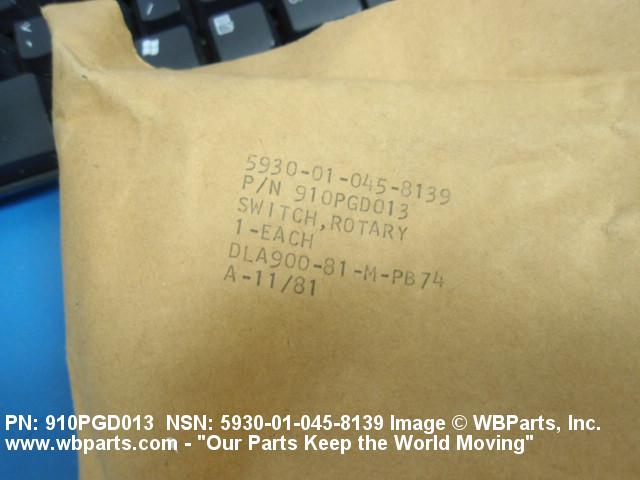 5930-01-045-8139
P/N 910PGD013
SWITCH,ROTARY
1-EACH
DLA900-81-M-PB74
A-11/81
PN: 910PGD013 NSN: 5930-01-045-8139 Image © WBParts, Inc.
www.wbparts.com - "Our Parts Keep the World Moving"